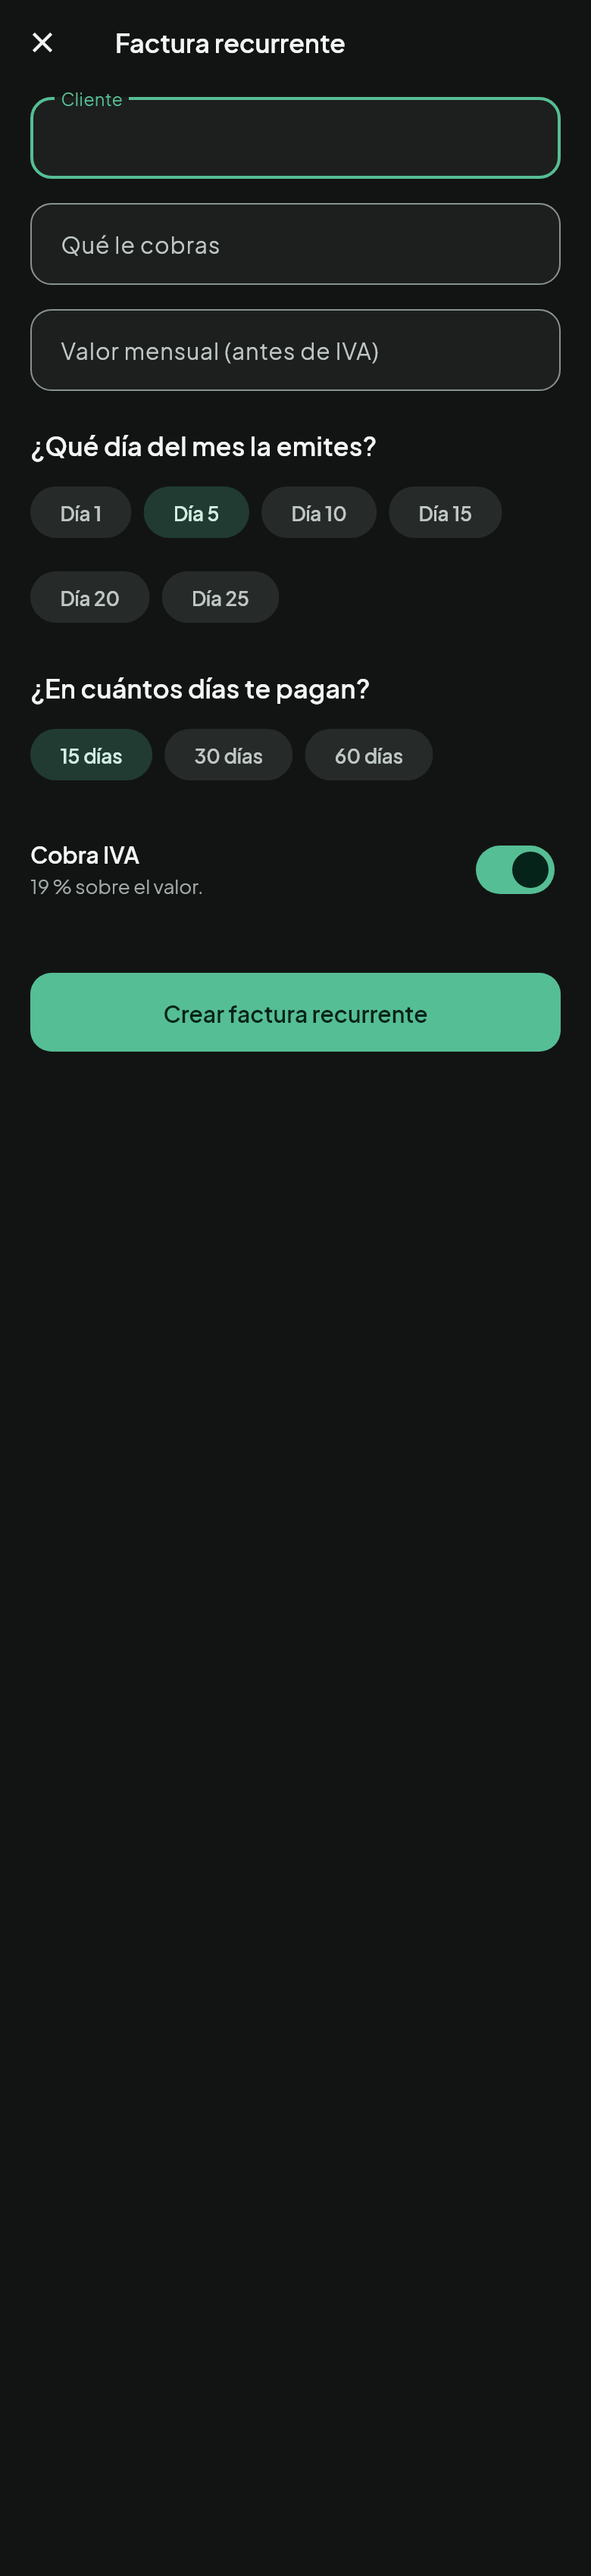 Factura recurrente
Cliente
Qué le cobras
Valor mensual (antes de IVA)
¿Qué día del mes la emites?
Día 1
Día 5
Día 10
Día 15
Día 20
Día 25
¿En cuántos días te pagan?
15 días
30 días
60 días
Cobra IVA
19 % sobre el valor.
Crear factura recurrente